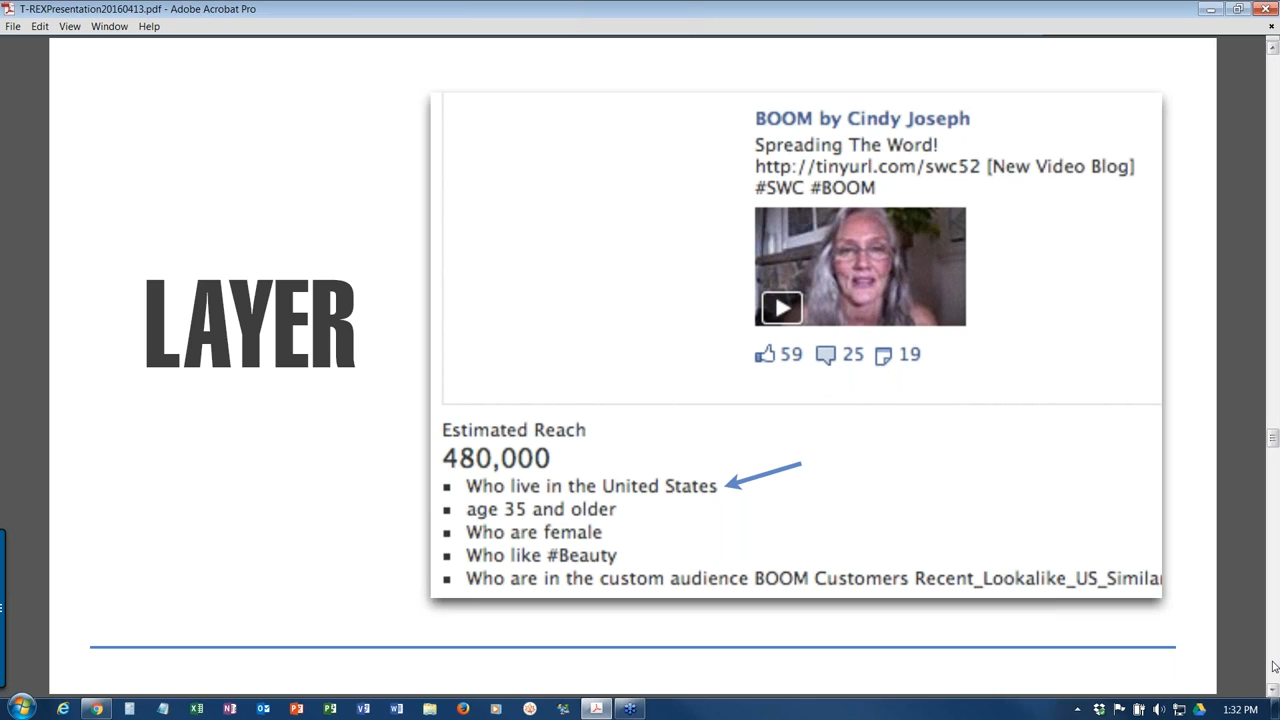 T-REXPresentation20160413.pdf - Adobe Acrobat Pro
File Edit View Window Help
LAYER
BOOM by Cindy Joseph
Spreading The Word!
http://tinyurl.com/swc52 [New Video Blog]
#SWC #BOOM
59 25 19
Estimated Reach
480,000
Who live in the United States
age 35 and older
Who are female
Who like #Beauty
Who are in the custom audience BOOM Customers Recent_Lookalike_US_Similar
1:32 PM